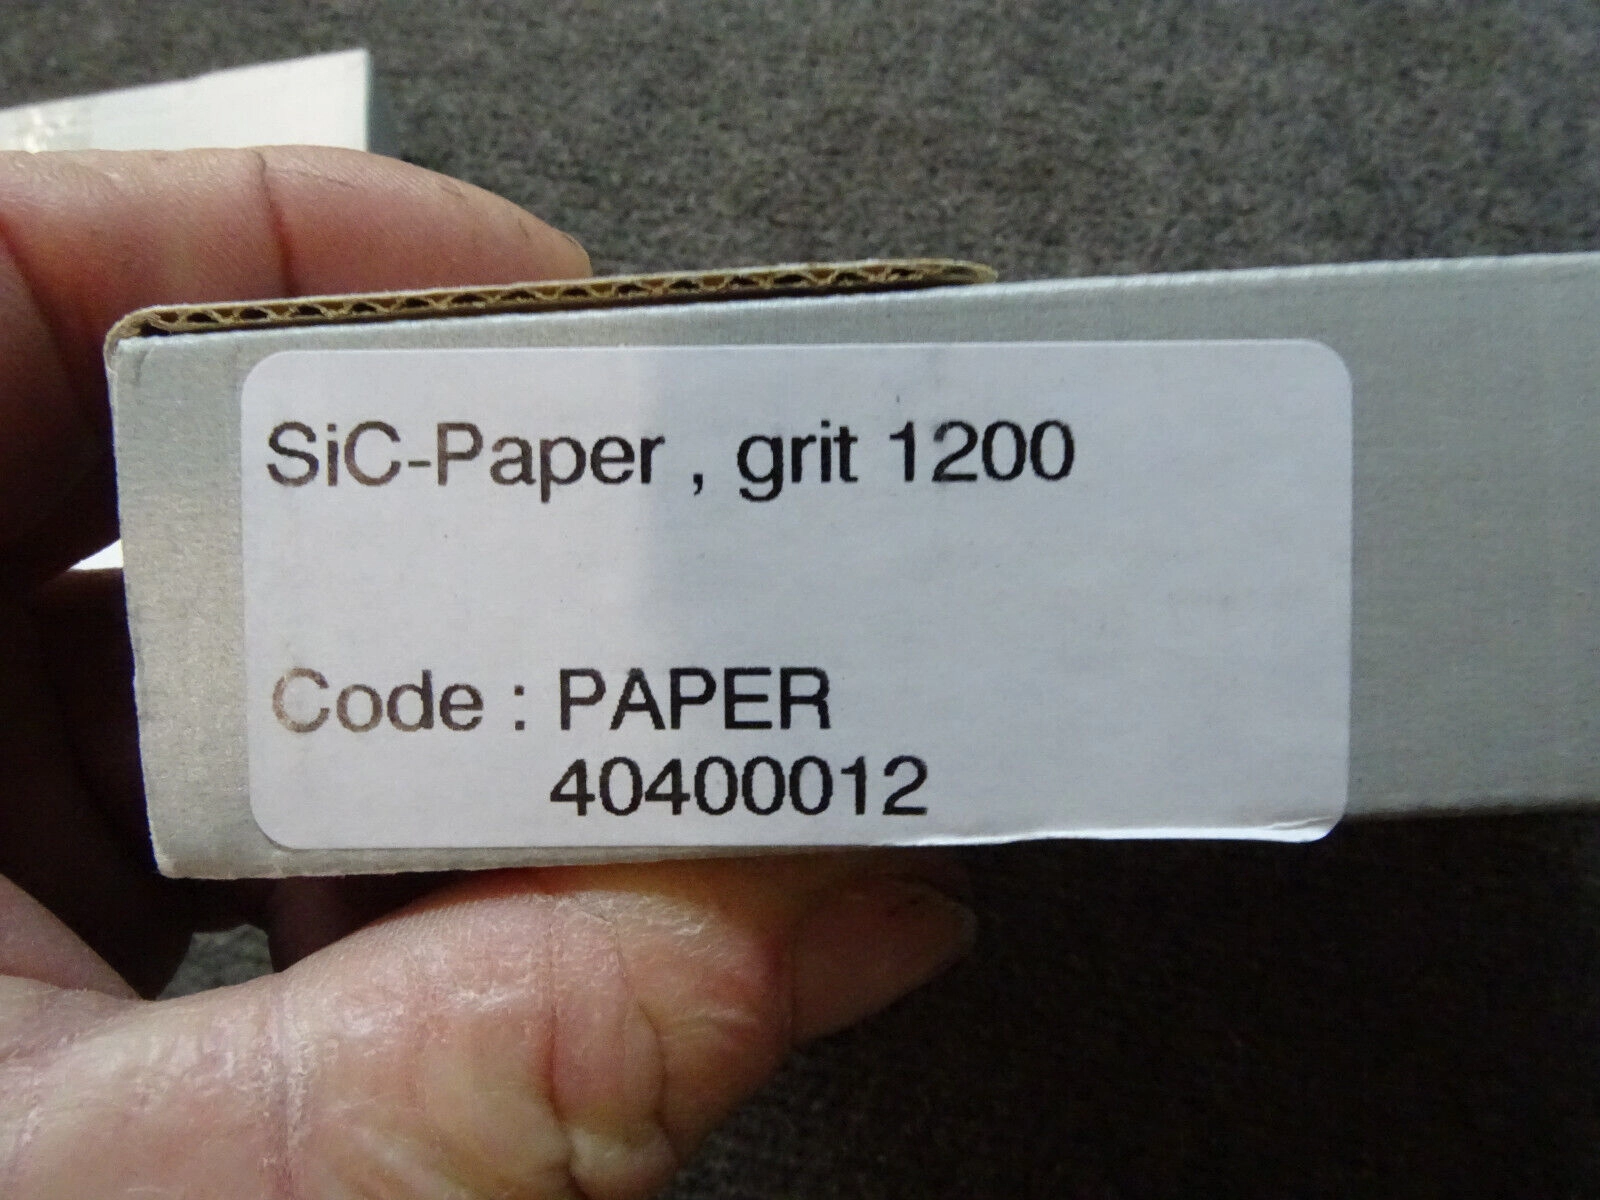 SiC-Paper , grit 1200
Code : PAPER
40400012